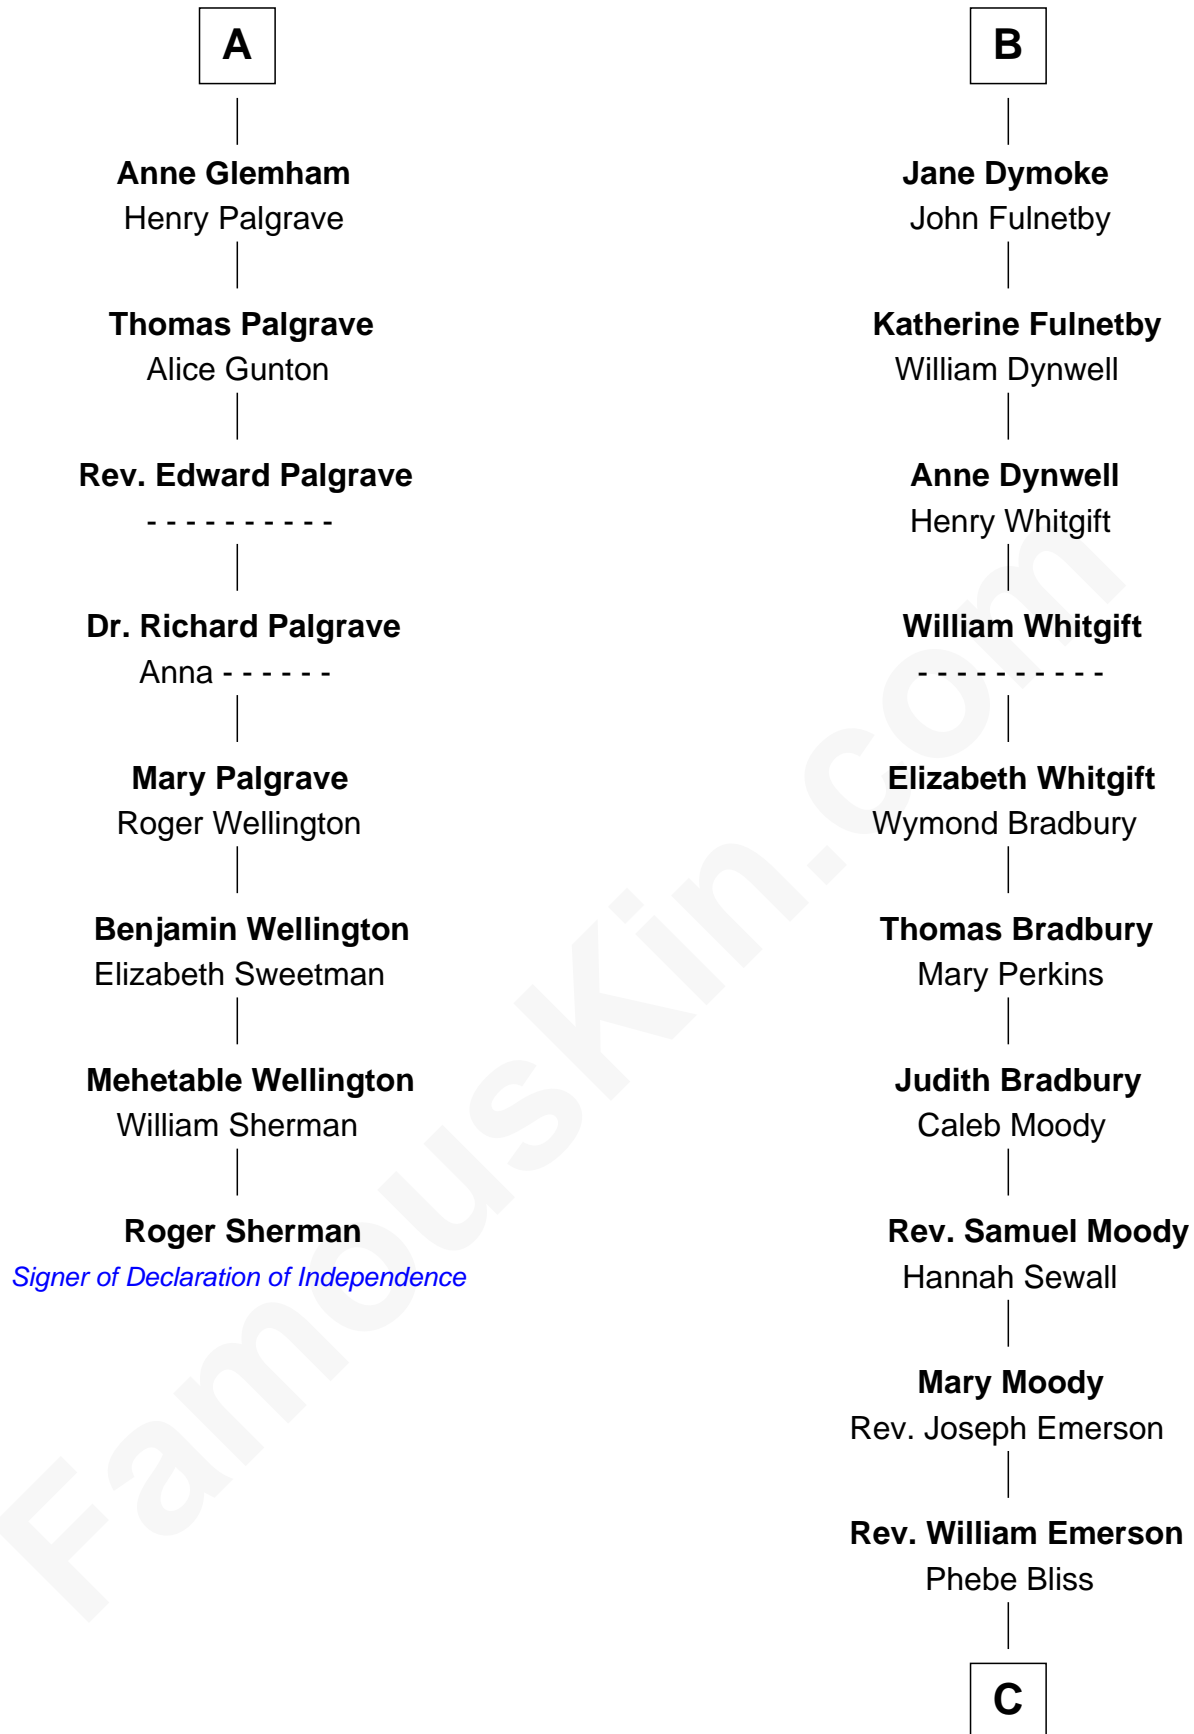 A
Anne Glemham
Henry Palgrave
Thomas Palgrave
Alice Gunton
Rev. Edward Palgrave
- - - - - - - - - -
Dr. Richard Palgrave
Anna - - - - - -
Mary Palgrave
Roger Wellington
Benjamin Wellington
Elizabeth Sweetman
Mehetable Wellington
William Sherman
Roger Sherman
Signer of Declaration of Independence
B
Jane Dymoke
John Fulnetby
Katherine Fulnetby
William Dynwell
Anne Dynwell
Henry Whitgift
William Whitgift
- - - - - - - - - -
Elizabeth Whitgift
Wymond Bradbury
Thomas Bradbury
Mary Perkins
Judith Bradbury
Caleb Moody
Rev. Samuel Moody
Hannah Sewall
Mary Moody
Rev. Joseph Emerson
Rev. William Emerson
Phebe Bliss
C
FamousKin.com